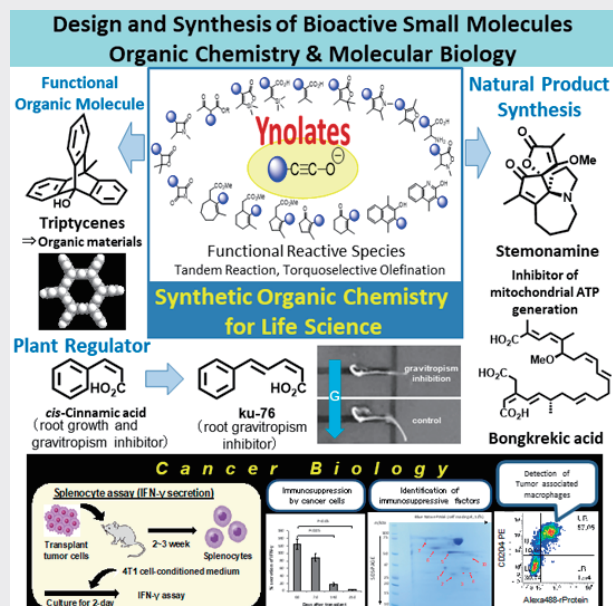 Design and Synthesis of Bioactive Small Molecules
Organic Chemistry & Molecular Biology
Functional
Organic Molecule
HO
Triptycenes
⇒Organic materials
Ynolates
C≡C-O
Functional Reactive Species
Tandem Reaction, Torquoselective Olefination
Synthetic Organic Chemistry
for Life Science
Natural Product
Synthesis
OMe
Stemonamine
Inhibitor of
mitochondrial ATP
generation
HO₂C
MeO
HO₂C
CO₂H
Bongkrekic acid
Plant Regulator
HO₂C
cis-Cinnamic acid
(root growth and
gravitropism inhibitor)
HO₂C
ku-76
(root gravitropism
inhibitor)
G
gravitropism
inhibition
control
Cancer Biology
Splenocyte assay (IFN-γ secretion)
Transplant
tumor cells
2~3 week
Splenocytes
4T1 cell-conditioned medium
Culture for 2-day
IFN-γ assay
Immunosuppression
by cancer cells
Identification of
immunosuppressive factors
SDS-PAGE
Detection of
Tumor associated
macrophages
CD204 PE
Alexa488-rProtein